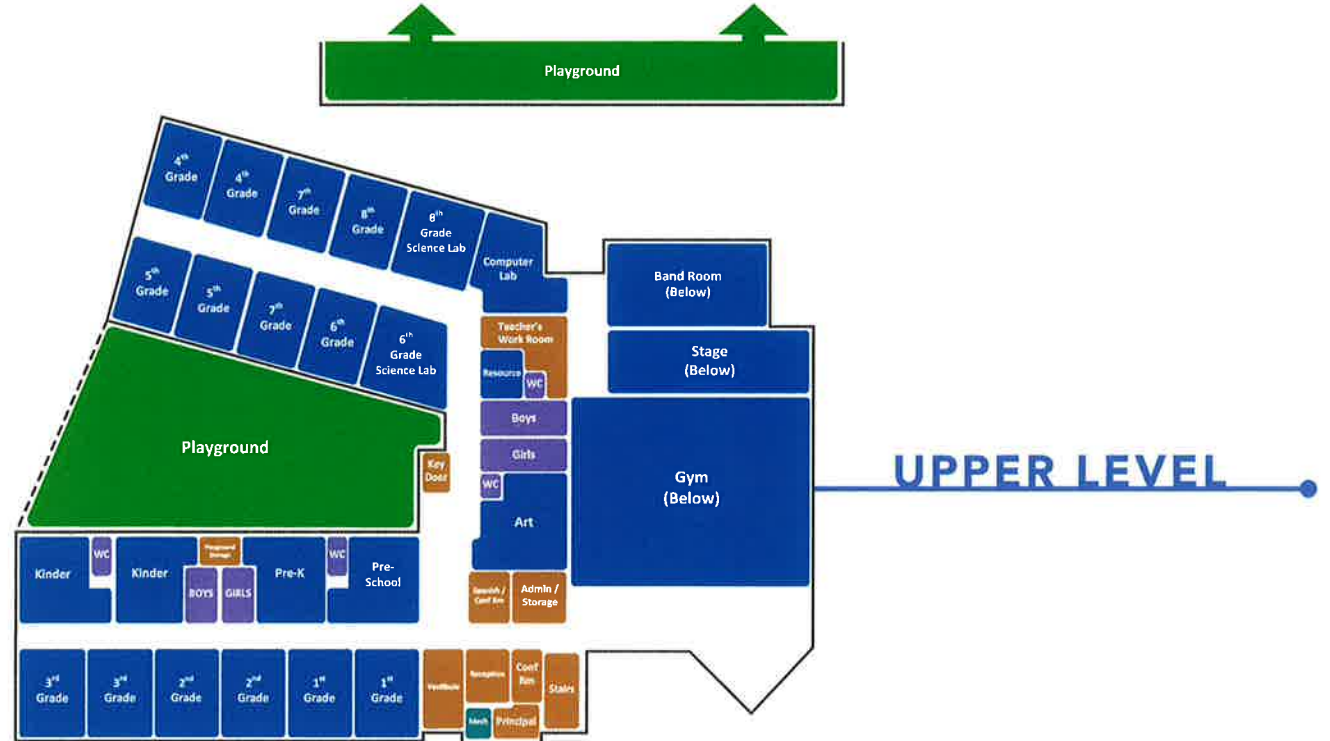 Playground
4th
Grade
4th
Grade
7th
Grade
8th
Grade
8th
Grade
Science Lab
Computer
Lab
5th
Grade
5th
Grade
7th
Grade
6th
Grade
6th
Grade
Science Lab
Teacher's
Work Room
Resource
WC
Boys
Girls
WC
Art
Band Room
(Below)
Stage
(Below)
Gym
(Below)
UPPER LEVEL
Playground
Key
Door
Kinder
WC
Kinder
Playground
Storage
BOYS
GIRLS
Pre-K
WC
Pre-
School
Spanish /
Conf Rm
Admin /
Storage
3rd
Grade
3rd
Grade
2nd
Grade
2nd
Grade
1st
Grade
1st
Grade
Vestibule
Reception
Conf
Rm
Stairs
Mech
Principal